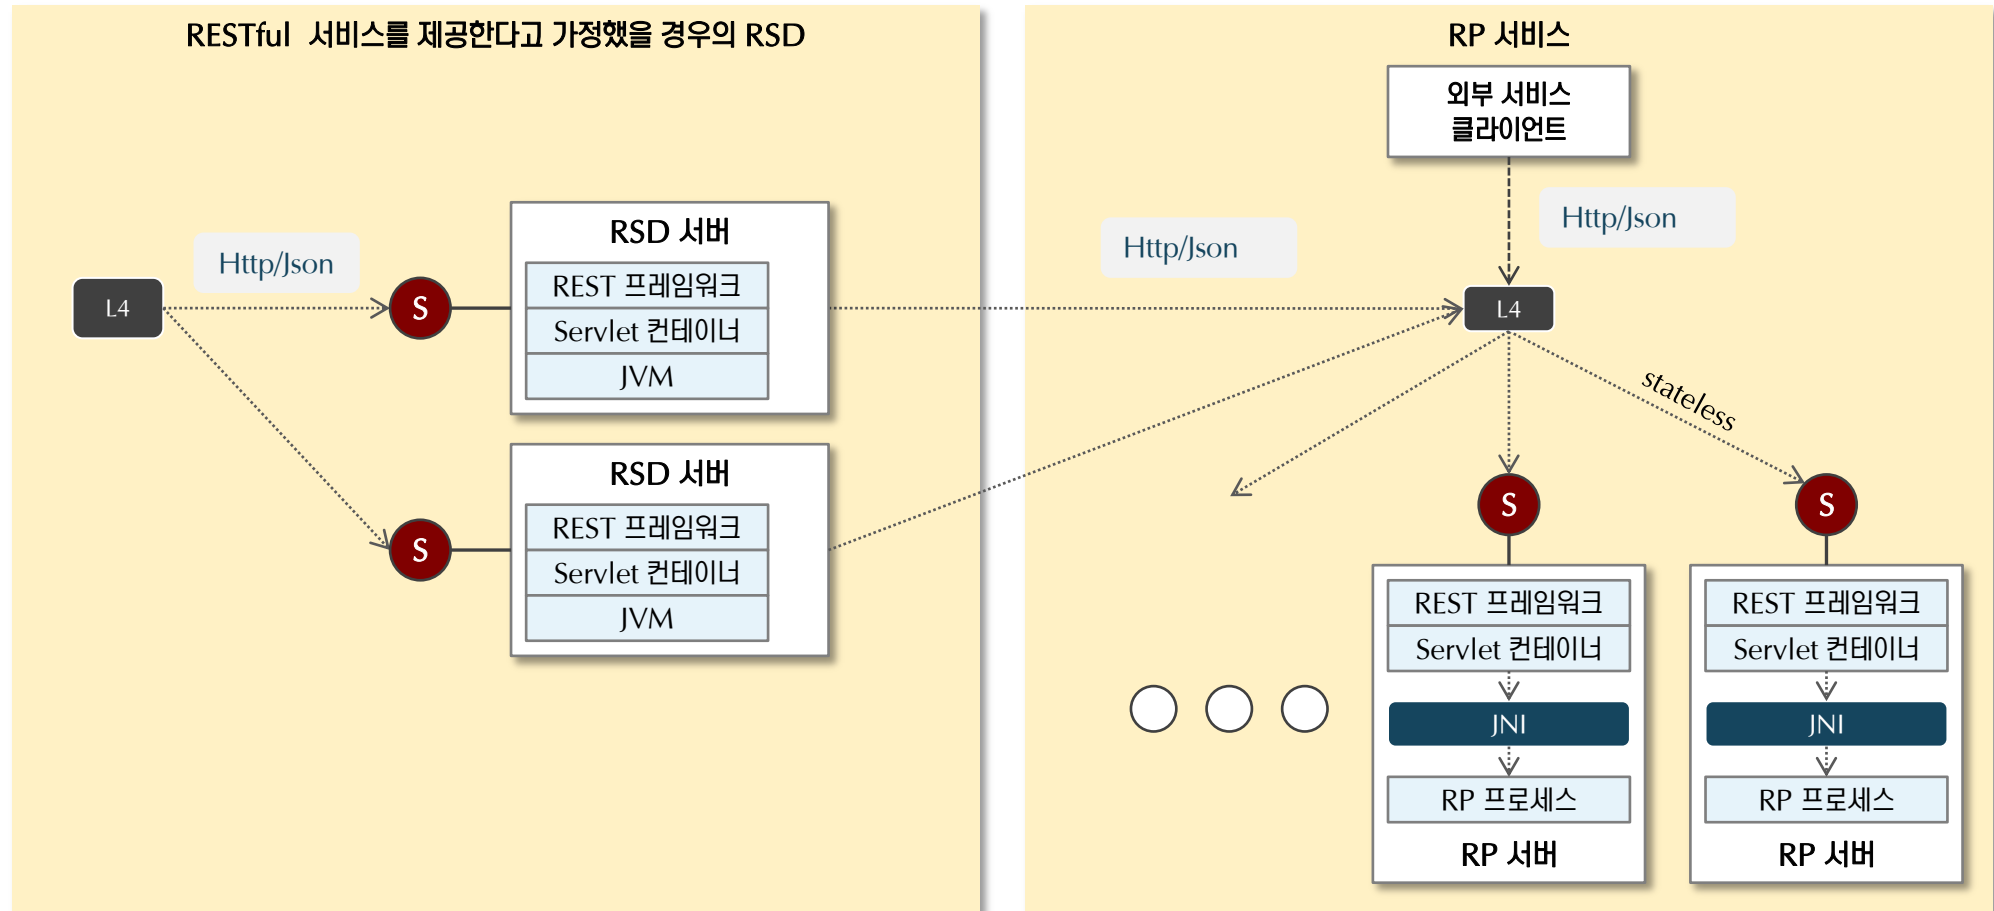 RESTful 서비스를 제공한다고 가정했을 경우의 RSD
L4
Http/Json
S
RSD 서버
REST 프레임워크
Servlet 컨테이너
JVM
S
RSD 서버
REST 프레임워크
Servlet 컨테이너
JVM
RP 서비스
외부 서비스
클라이언트
Http/Json
Http/Json
L4
stateless
S
S
REST 프레임워크
Servlet 컨테이너
JNI
RP 프로세스
RP 서버
REST 프레임워크
Servlet 컨테이너
JNI
RP 프로세스
RP 서버